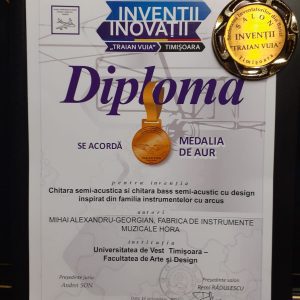 INVENȚII
INOVAȚII
„TRAIAN VUIA” TIMIȘOARA
SALON
INVENȚII
"TRAIAN VUIA"
Timișoara
Diploma
SE ACORDĂ
MEDALIA
DE AUR
pentru invenția
Chitara semi-acustica si chitara bass semi-acustic cu design
inspirat din familia instrumentelor cu arcus
autori
MIHAI ALEXANDRU-GEORGIAN, FABRICA DE INSTRUMENTE
MUZICALE HORA
instituția
Universitatea de Vest Timișoara –
Facultatea de Arte și Design
Președinte juriu
Andrei SON
Președinte
Remi RĂDULESCU